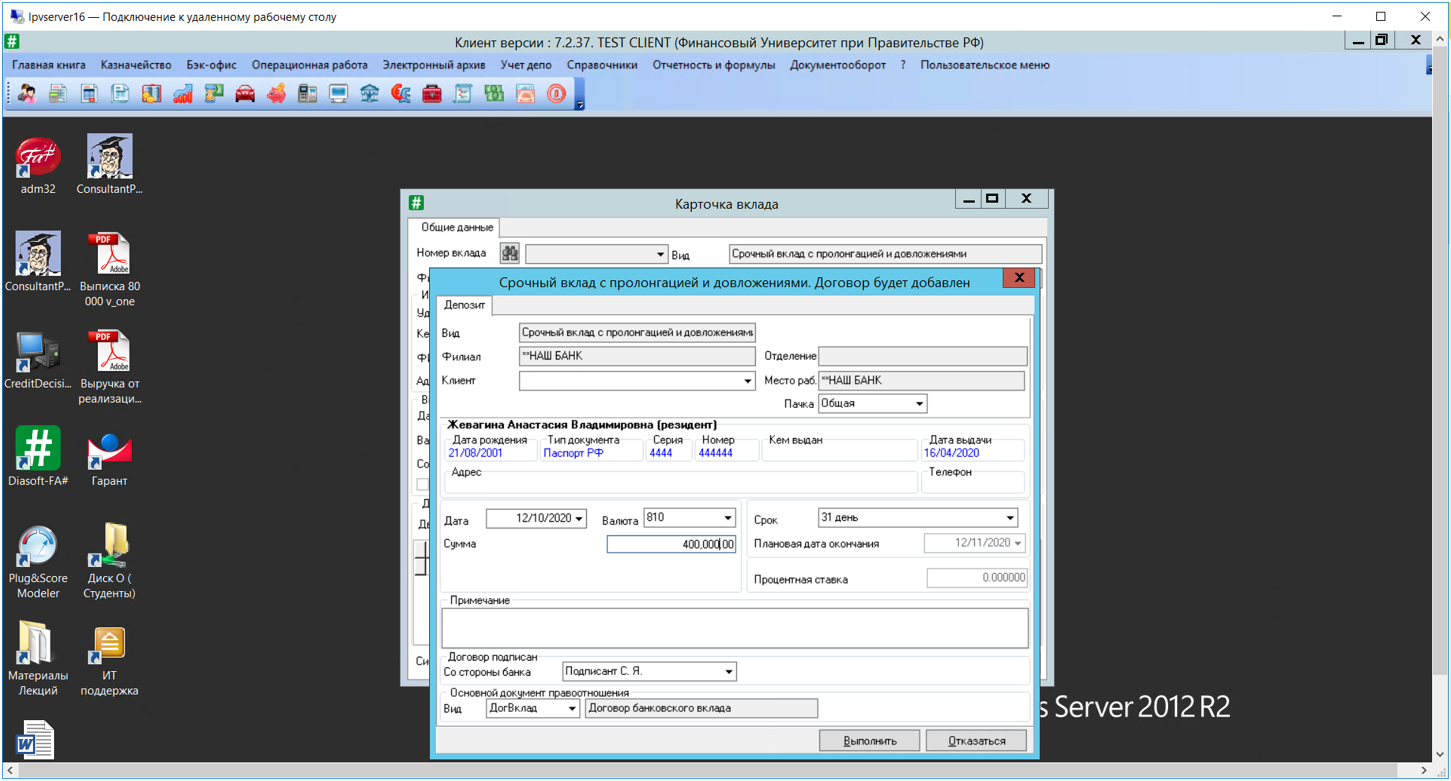 lpvserver16 — Подключение к удаленному рабочему столу
Клиент версии : 7.2.37. TEST CLIENT (Финансовый Университет при Правительстве РФ)
Главная книга Казначейство Бэк-офис Операционная работа Электронный архив Учет депо Справочники Отчетность и формулы Документооборот ? Пользовательское меню
adm32
ConsultantP...
ConsultantP...
Выписка 80
000 v_one
CreditDecisi...
Выручка от
реализаци...
Diasoft-FA#
Гарант
Plug&Score
Modeler
Диск O (
Студенты)
Материалы
Лекций
ИТ
поддержка
Карточка вклада
Общие данные
Номер вклада Вид Срочный вклад с пролонгацией и довложениями
Срочный вклад с пролонгацией и довложениями. Договор будет добавлен
Депозит
Вид Срочный вклад с пролонгацией и довложениями
Филиал **НАШ БАНК Отделение
Клиент Место раб. **НАШ БАНК
Пачка Общая
Жевагина Анастасия Владимировна (резидент)
Дата рождения Тип документа Серия Номер Кем выдан Дата выдачи
21/08/2001 Паспорт РФ 4444 444444 16/04/2020
Адрес Телефон
Дата 12/10/2020 Валюта 810 Срок 31 день
Сумма 400,000.00 Плановая дата окончания 12/11/2020
Процентная ставка 0.000000
Примечание
Договор подписан
Со стороны банка Подписант С. Я.
Основной документ правоотношения
Вид ДогВклад Договор банковского вклада
Выполнить Отказаться
s Server 2012 R2